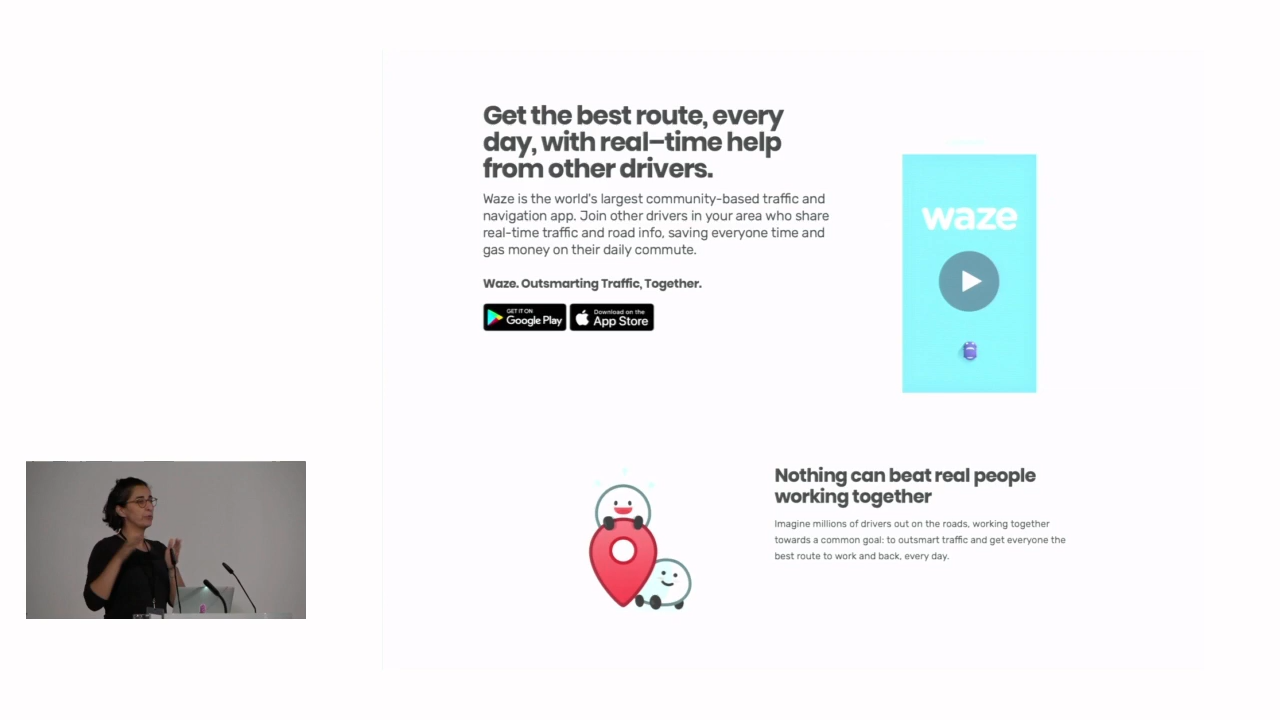 Get the best route, every
day, with real–time help
from other drivers.
Waze is the world's largest community-based traffic and
navigation app. Join other drivers in your area who share
real-time traffic and road info, saving everyone time and
gas money on their daily commute.
Waze. Outsmarting Traffic, Together.
GET IT ON
Google Play
Download on the
App Store
waze
Nothing can beat real people
working together
Imagine millions of drivers out on the roads, working together
towards a common goal: to outsmart traffic and get everyone the
best route to work and back, every day.